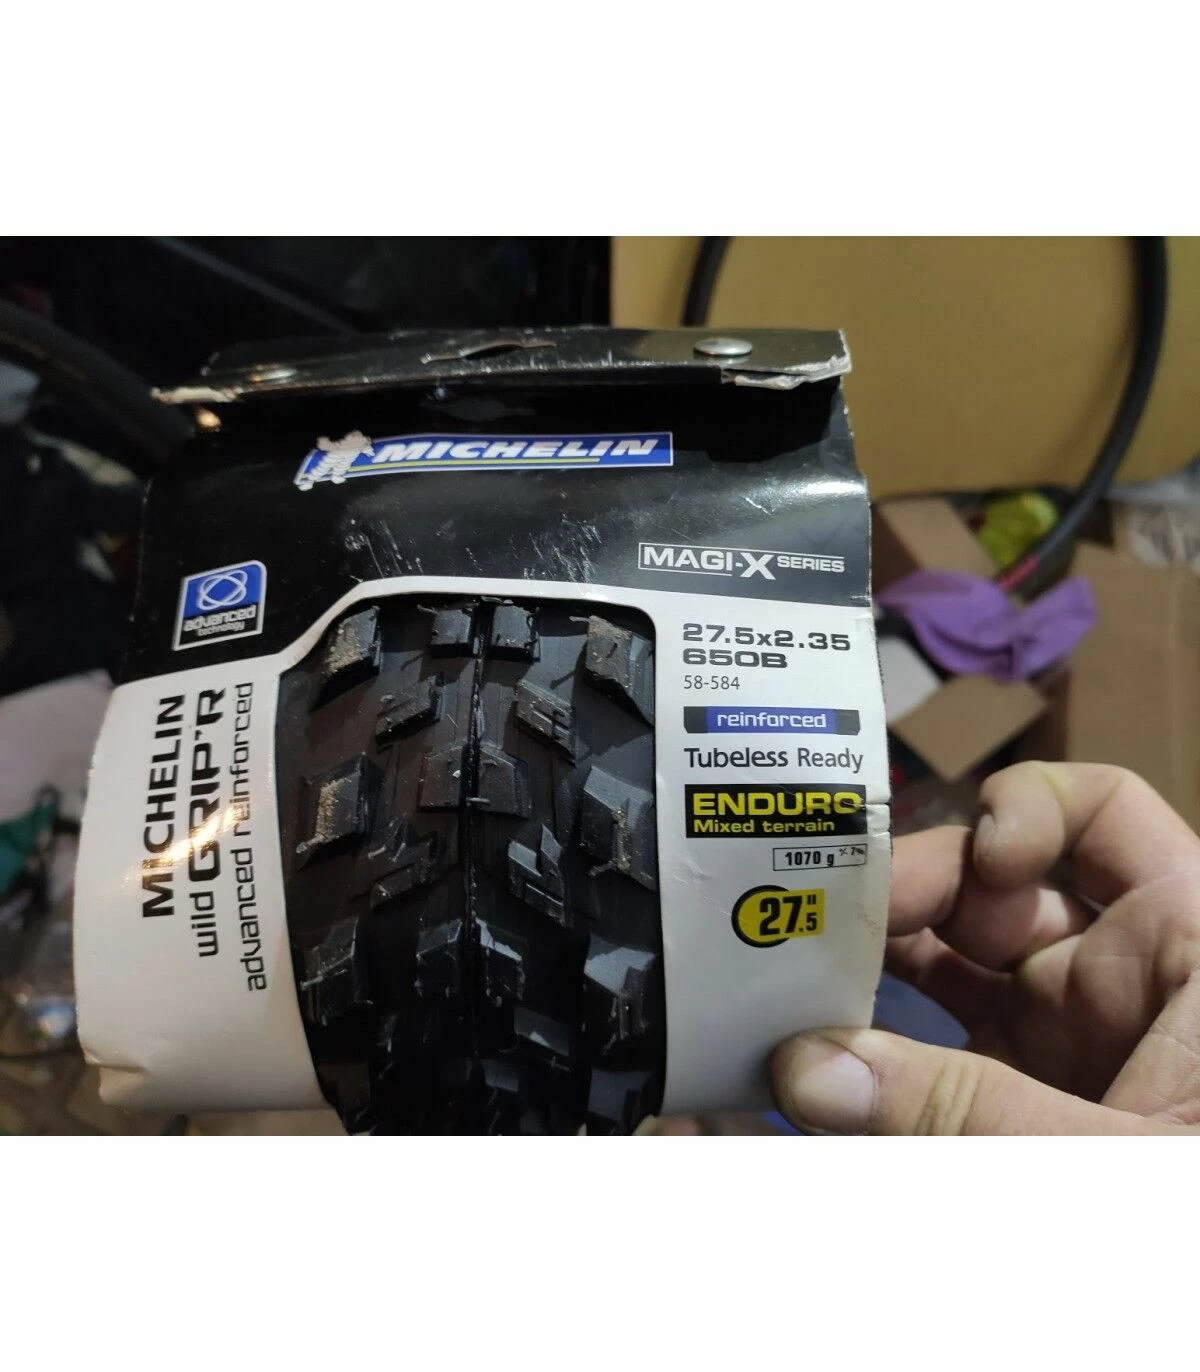 MICHELIN
MAGI-X SERIES
advanced
technology
27.5x2.35
650B
58-584
reinforced
Tubeless Ready
ENDURO
Mixed terrain
1070 g +/- 7%
27.5"
MICHELIN
wild GRIP'R
advanced reinforced